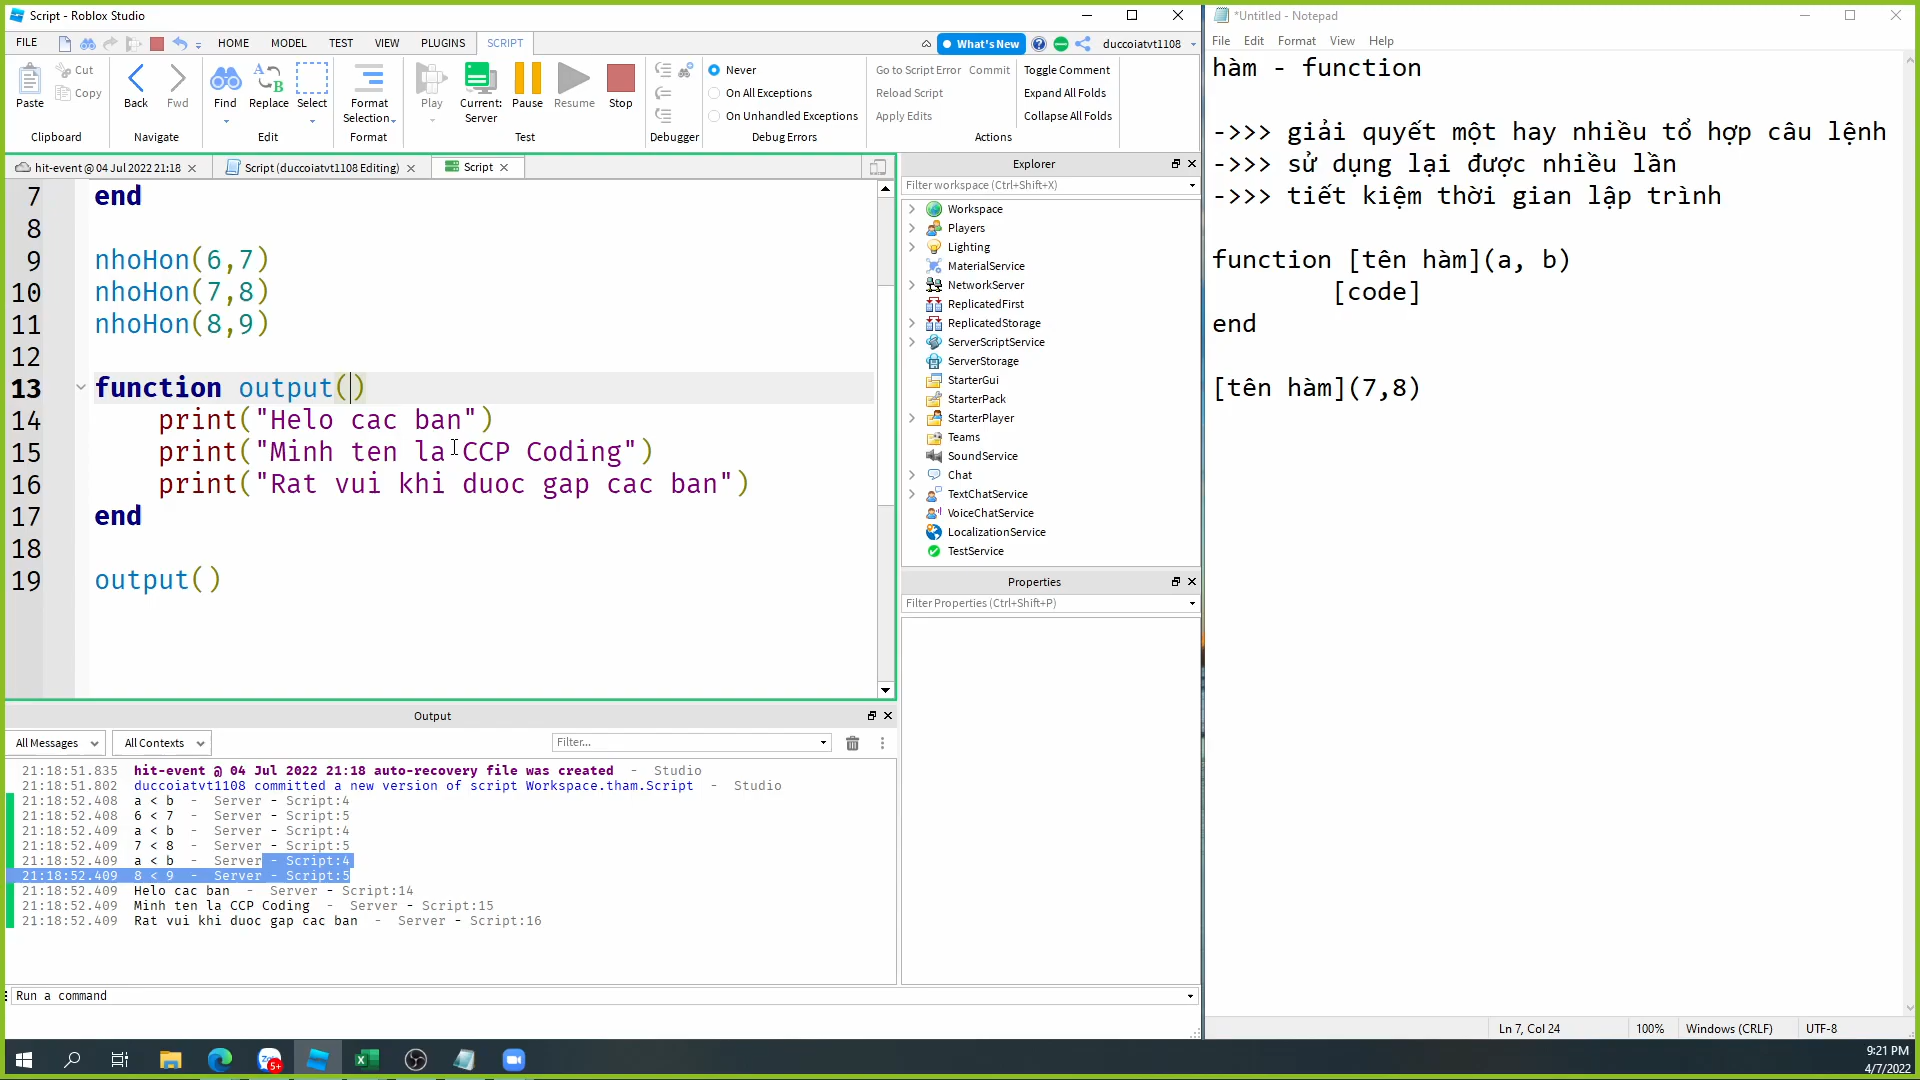 Script - Roblox Studio
FILE HOME MODEL TEST VIEW PLUGINS SCRIPT What's New duccoiatvt1108
Paste Cut Copy Clipboard
Back Fwd Navigate
Find Replace Select Edit
Format Selection Format
Play Current: Server Pause Resume Stop Test
Debugger
Never
On All Exceptions
On Unhandled Exceptions
Debug Errors
Go to Script Error Commit Toggle Comment
Reload Script Expand All Folds
Apply Edits Collapse All Folds
Actions
hit-event @ 04 Jul 2022 21:18 Script (duccoiatvt1108 Editing) Script
7 end
8
9 nhoHon(6,7)
10 nhoHon(7,8)
11 nhoHon(8,9)
12
13 function output()
14 print("Helo cac ban")
15 print("Minh ten la CCP Coding")
16 print("Rat vui khi duoc gap cac ban")
17 end
18
19 output()
Explorer
Filter workspace (Ctrl+Shift+X)
Workspace
Players
Lighting
MaterialService
NetworkServer
ReplicatedFirst
ReplicatedStorage
ServerScriptService
ServerStorage
StarterGui
StarterPack
StarterPlayer
Teams
SoundService
Chat
TextChatService
VoiceChatService
LocalizationService
TestService
Properties
Filter Properties (Ctrl+Shift+P)
Output
All Messages All Contexts Filter...
21:18:51.835 hit-event @ 04 Jul 2022 21:18 auto-recovery file was created - Studio
21:18:51.802 duccoiatvt1108 committed a new version of script Workspace.tham.Script - Studio
21:18:52.408 a < b - Server - Script:4
21:18:52.408 6 < 7 - Server - Script:5
21:18:52.409 a < b - Server - Script:4
21:18:52.409 7 < 8 - Server - Script:5
21:18:52.409 a < b - Server - Script:4
21:18:52.409 8 < 9 - Server - Script:5
21:18:52.409 Helo cac ban - Server - Script:14
21:18:52.409 Minh ten la CCP Coding - Server - Script:15
21:18:52.409 Rat vui khi duoc gap cac ban - Server - Script:16
Run a command
*Untitled - Notepad
File Edit Format View Help
hàm - function
->>> giải quyết một hay nhiều tổ hợp câu lệnh
->>> sử dụng lại được nhiều lần
->>> tiết kiệm thời gian lập trình
function [tên hàm](a, b)
[code]
end
[tên hàm](7,8)
Ln 7, Col 24 100% Windows (CRLF) UTF-8
5+
9:21 PM
4/7/2022